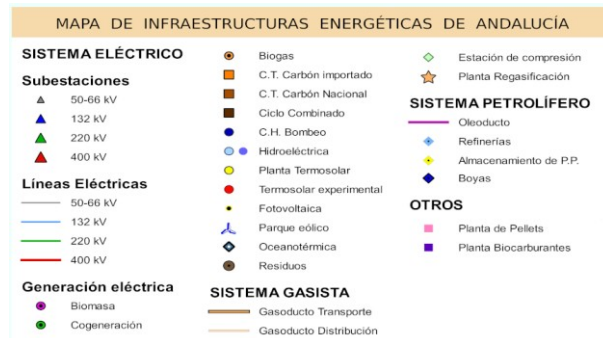 MAPA DE INFRAESTRUCTURAS ENERGÉTICAS DE ANDALUCÍA
SISTEMA ELÉCTRICO
Subestaciones
50-66 kV
132 kV
220 kV
400 kV
Líneas Eléctricas
50-66 kV
132 kV
220 kV
400 kV
Generación eléctrica
Biomasa
Cogeneración
Biogas
C.T. Carbón importado
C.T. Carbón Nacional
Ciclo Combinado
C.H. Bombeo
Hidroeléctrica
Planta Termosolar
Termosolar experimental
Fotovoltaica
Parque eólico
Oceanotérmica
Residuos
SISTEMA GASISTA
Gasoducto Transporte
Gasoducto Distribución
Estación de compresión
Planta Regasificación
SISTEMA PETROLÍFERO
Oleoducto
Refinerías
Almacenamiento de P.P.
Boyas
OTROS
Planta de Pellets
Planta Biocarburantes